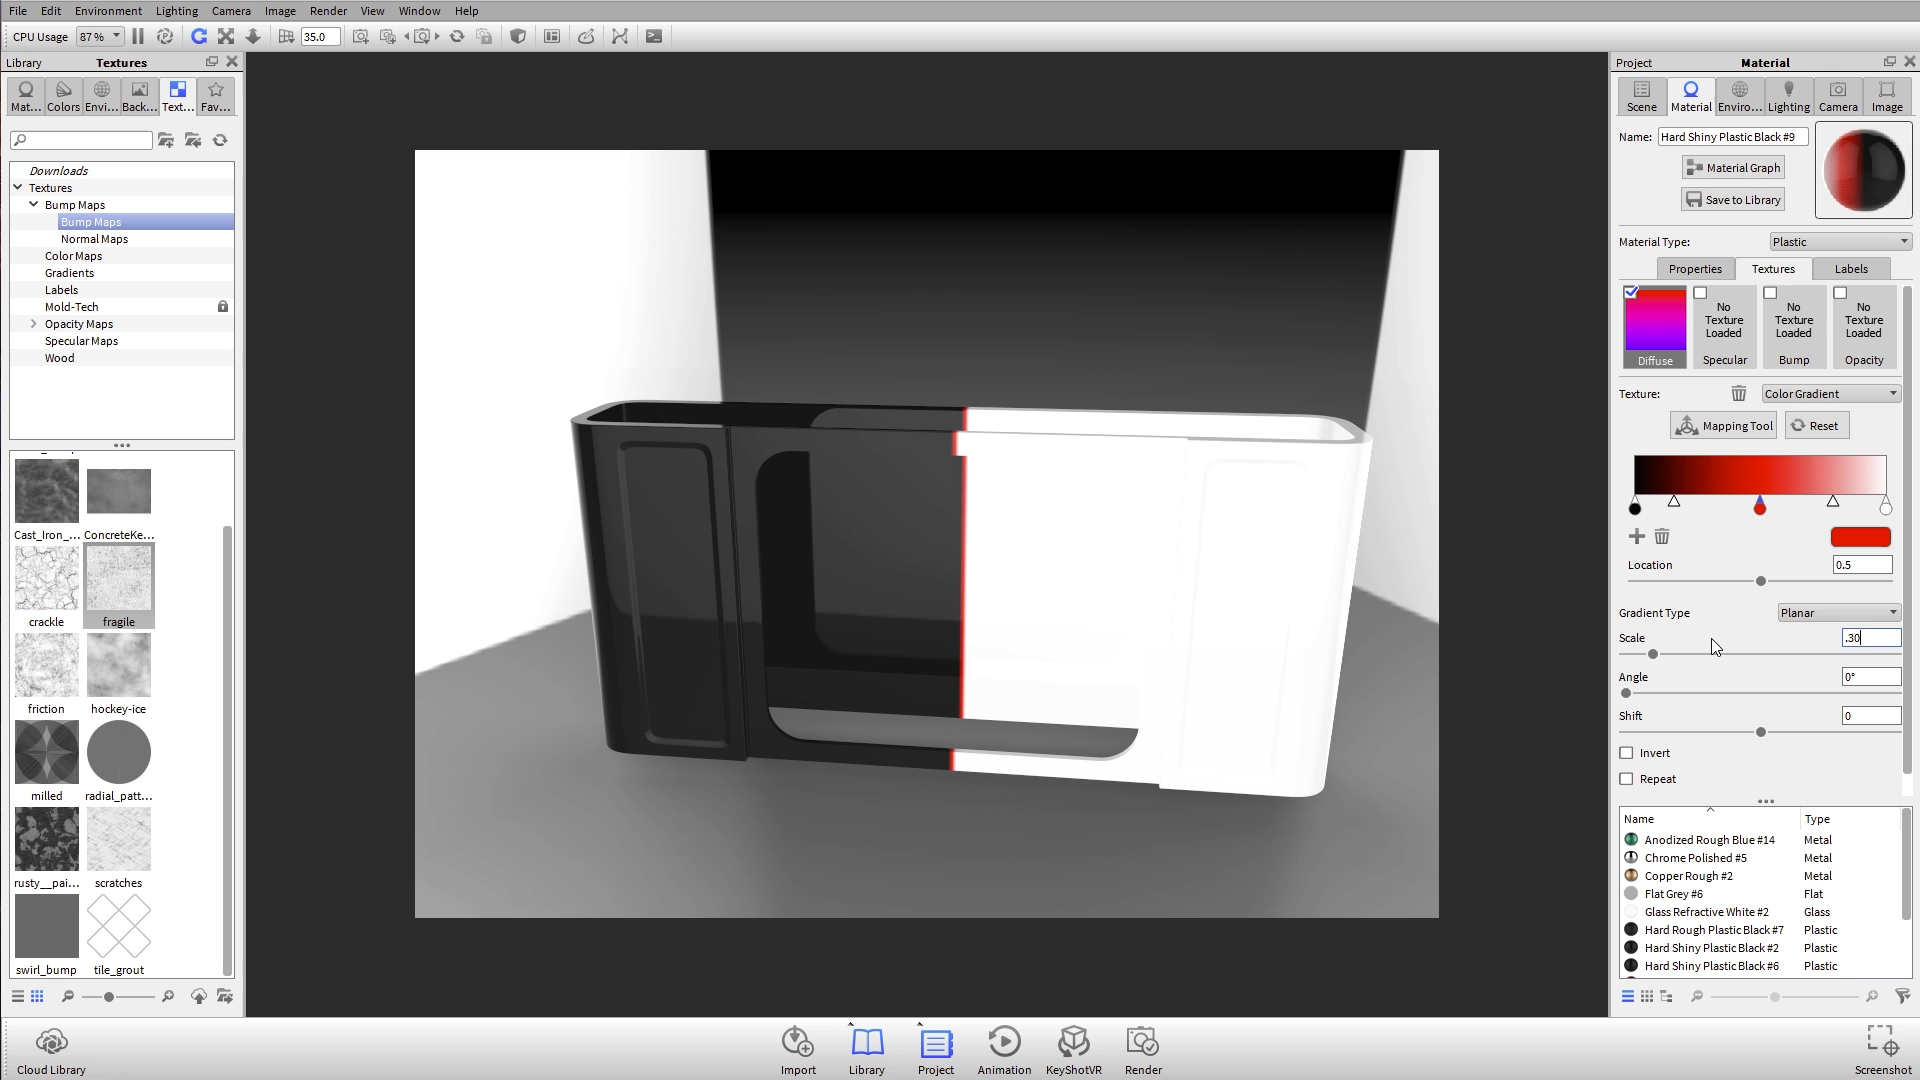 File Edit Environment Lighting Camera Image Render View Window Help
CPU Usage 87 % 35.0
Library Textures
Mat... Colors Envi... Back... Text... Fav...
Downloads
Textures
Bump Maps
Bump Maps
Normal Maps
Color Maps
Gradients
Labels
Mold-Tech
Opacity Maps
Specular Maps
Wood
Cast_Iron_... ConcreteKe...
crackle fragile
friction hockey-ice
milled radial_patt...
rusty__pai... scratches
swirl_bump tile_grout
Project Material
Scene Material Enviro... Lighting Camera Image
Name: Hard Shiny Plastic Black #9
Material Graph
Save to Library
Material Type: Plastic
Properties Textures Labels
No Texture Loaded No Texture Loaded No Texture Loaded
Diffuse Specular Bump Opacity
Texture: Color Gradient
Mapping Tool Reset
Location 0.5
Gradient Type Planar
Scale .30
Angle 0°
Shift 0
Invert
Repeat
Name Type
Anodized Rough Blue #14 Metal
Chrome Polished #5 Metal
Copper Rough #2 Metal
Flat Grey #6 Flat
Glass Refractive White #2 Glass
Hard Rough Plastic Black #7 Plastic
Hard Shiny Plastic Black #2 Plastic
Hard Shiny Plastic Black #6 Plastic
Cloud Library Import Library Project Animation KeyShotVR Render Screenshot